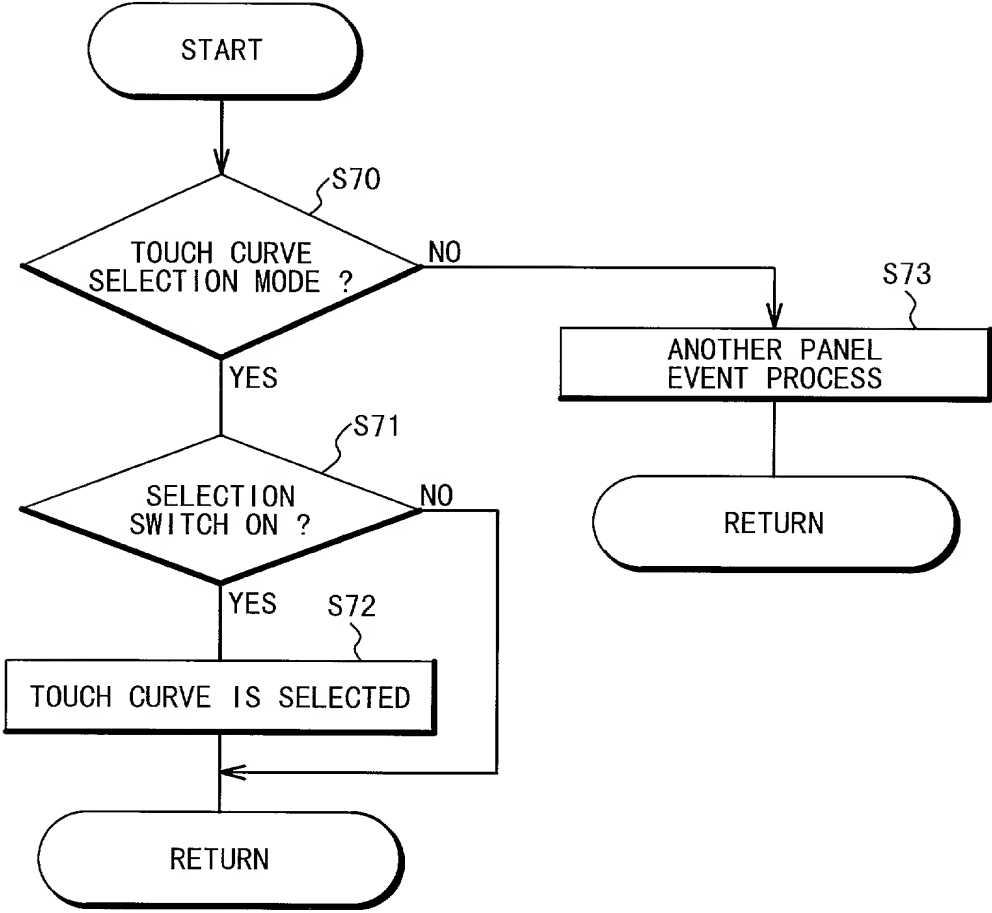 START
S70
TOUCH CURVE
SELECTION MODE ?
NO
YES
S73
ANOTHER PANEL
EVENT PROCESS
RETURN
S71
SELECTION
SWITCH ON ?
NO
YES
S72
TOUCH CURVE IS SELECTED
RETURN